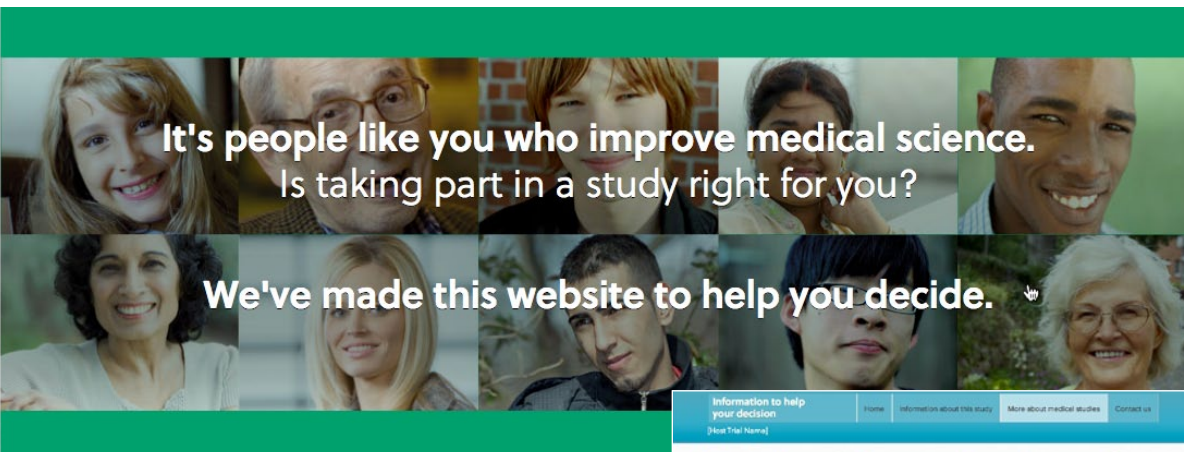 It's people like you who improve medical science.
Is taking part in a study right for you?
We've made this website to help you decide.
Information to help
your decision
Home
Information about this study
More about medical studies
Contact us
[Host Trial Name]